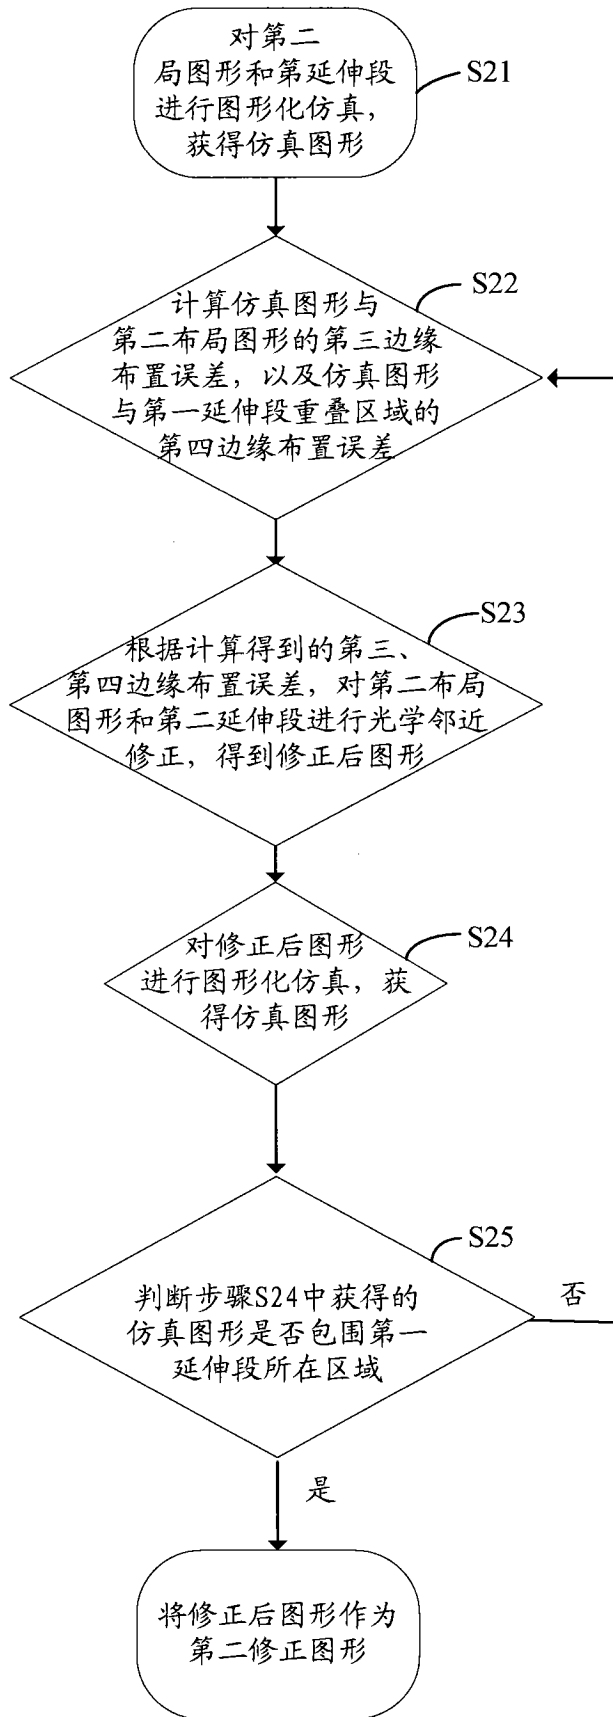 对第二
局图形和第延伸段
进行图形化仿真，
获得仿真图形
S21
计算仿真图形与
第二布局图形的第三边缘
布置误差，以及仿真图形
与第一延伸段重叠区域的
第四边缘布置误差
S22
根据计算得到的第三、
第四边缘布置误差，对第二布局
图形和第二延伸段进行光学邻近
修正，得到修正后图形
S23
对修正后图形
进行图形化仿真，获
得仿真图形
S24
判断步骤S24中获得的
仿真图形是否包围第一
延伸段所在区域
S25
否
是
将修正后图形作为
第二修正图形